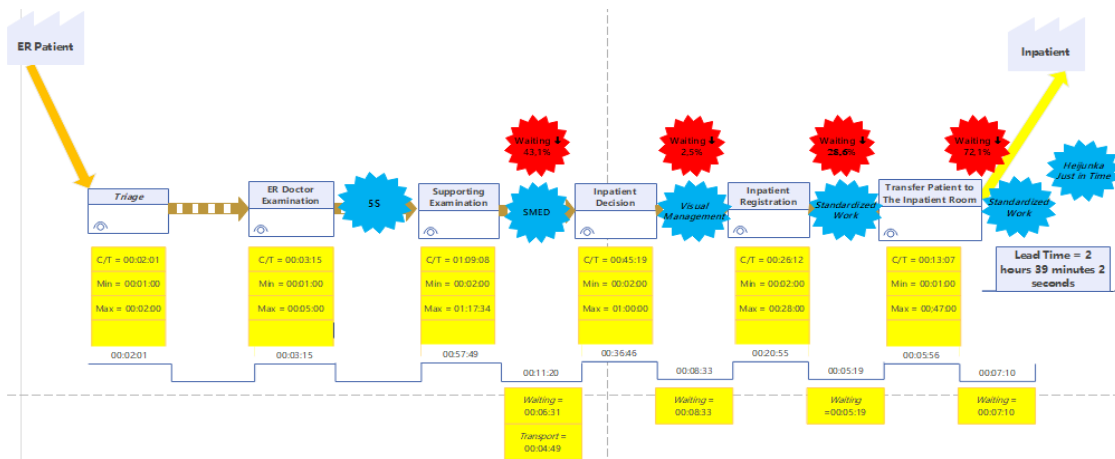 ER Patient
Inpatient
Waiting ⬇
43,1%
Waiting ⬇
2,5%
Waiting ⬇
28,6%
Waiting ⬇
72,1%
Heijunka
Just in Time
Triage
ER Doctor
Examination
5S
Supporting
Examination
SMED
Inpatient
Decision
Visual
Management
Inpatient
Registration
Standardized
Work
Transfer Patient to
The Inpatient Room
Standardized
Work
C/T = 00:02:01
Min = 00:01:00
Max = 00:02:00
C/T = 00:03:15
Min = 00:01:00
Max = 00:05:00
C/T = 01:09:08
Min = 00:02:00
Max = 01:17:34
C/T = 00:45:19
Min = 00:02:00
Max = 01:00:00
C/T = 00:26:12
Min = 00:02:00
Max = 00:28:00
C/T = 00:13:07
Min = 00:01:00
Max = 00;47:00
Lead Time = 2
hours 39 minutes 2
seconds
00:02:01
00:03:15
00:57:49
00:11:20
00:36:46
00:08:33
00:20:55
00:05:19
00:05:56
00:07:10
Waiting =
00:06:31
Transport =
00:04:49
Waiting =
00:08:33
Waiting
=00:05:19
Waiting =
00:07:10